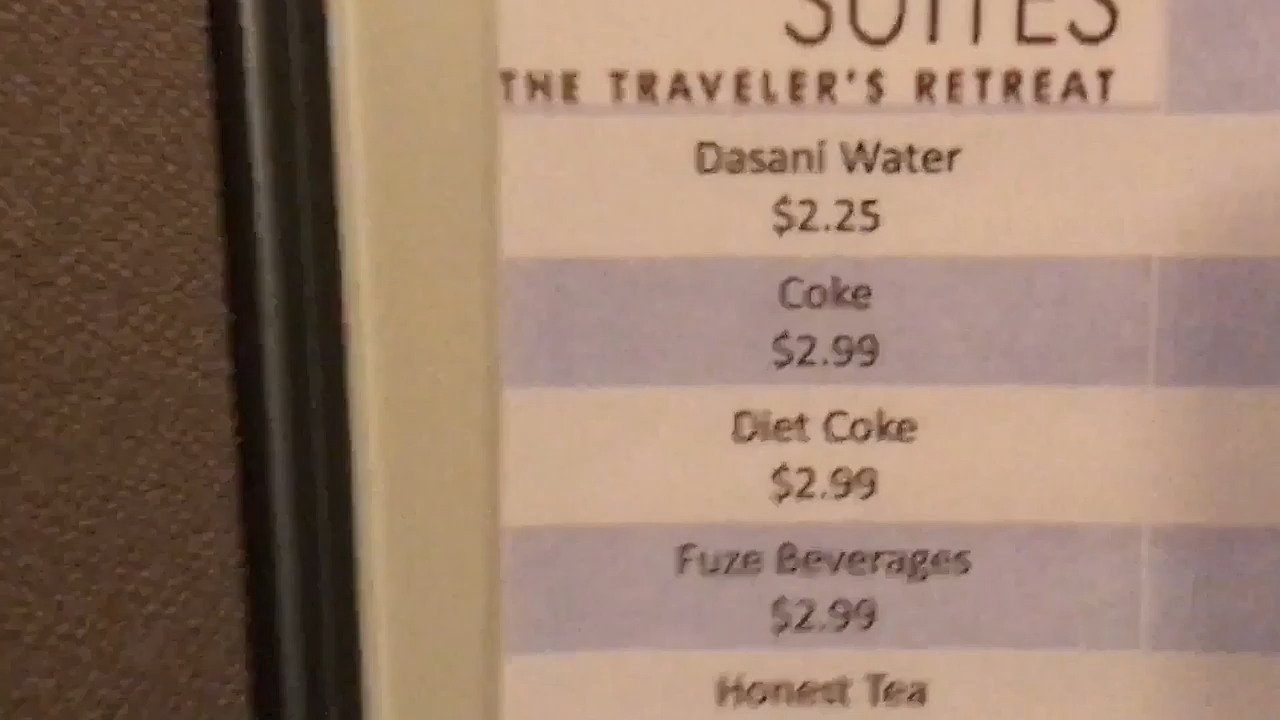 SUITES
THE TRAVELER'S RETREAT
Dasani Water
$2.25
Coke
$2.99
Diet Coke
$2.99
Fuze Beverages
$2.99
Honest Tea